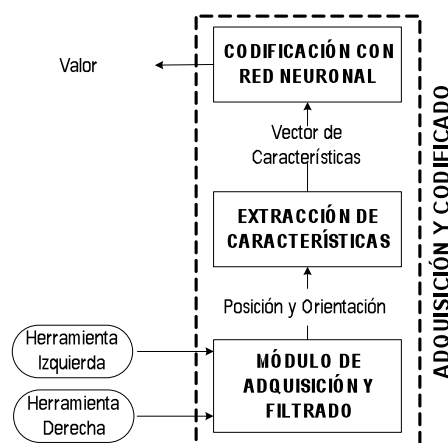 CODIFICACIÓN CON
RED NEURONAL
Valor
Vector de
Características
EXTRACCIÓN DE
CARACTERÍSTICAS
Posición y Orientación
Herramienta
Izquierda
MÓDULO DE
ADQUISICIÓN Y
FILTRADO
Herramienta
Derecha
ADQUISICIÓN Y CODIFICADO